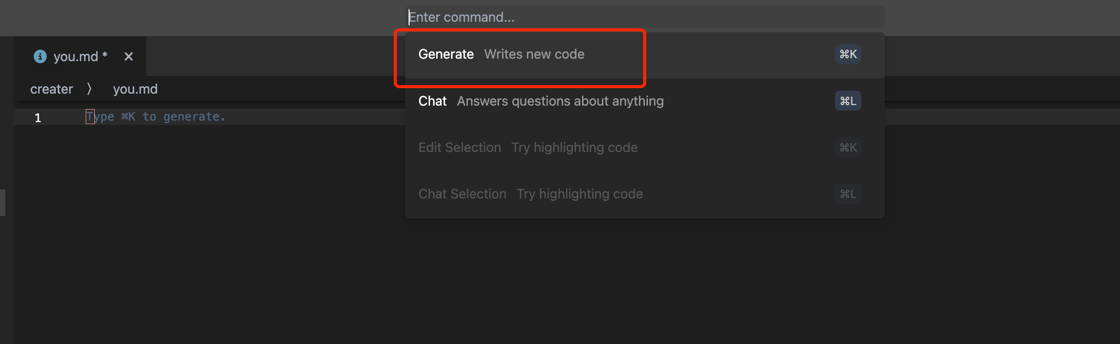 Enter command...
you.md *
Generate Writes new code ⌘K
creater 〉 you.md
Chat Answers questions about anything ⌘L
1 Type ⌘K to generate.
Edit Selection Try highlighting code ⌘K
Chat Selection Try highlighting code ⌘L